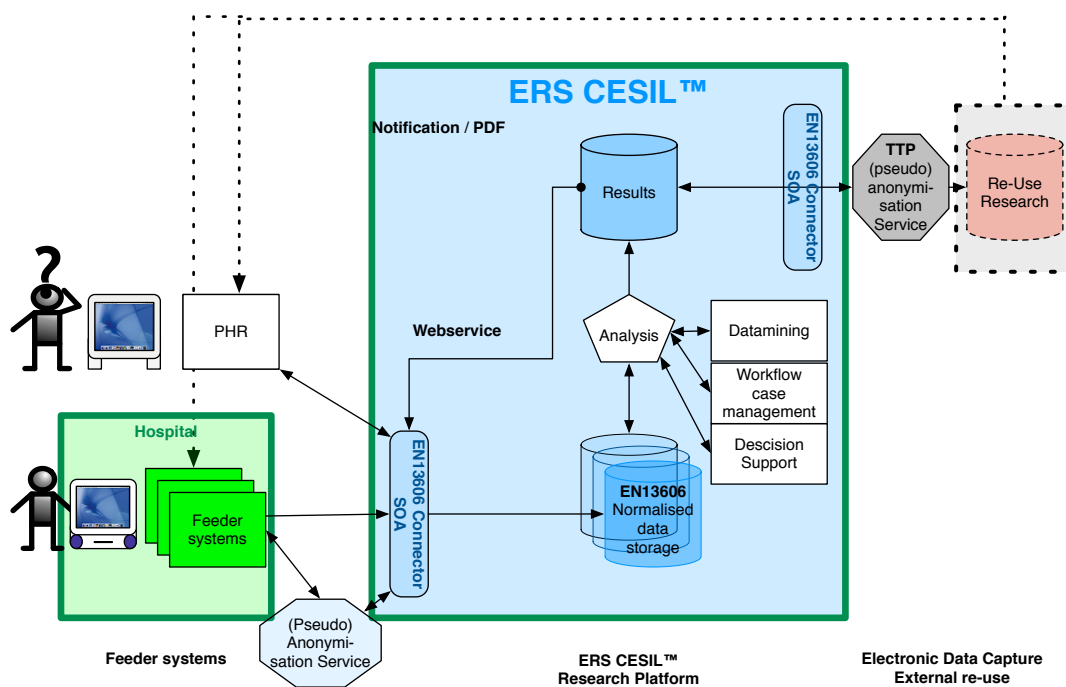 ERS CESIL™
Notification / PDF
EN13606 Connector
SOA
Results
TTP
(pseudo)
anonymi-
sation
Service
Re-Use
Research
?
PHR
Webservice
Analysis
Datamining
Workflow
case
management
Descision
Support
Hospital
Feeder
systems
EN13606 Connector
SOA
EN13606
Normalised
data
storage
(Pseudo)
Anonymi-
sation Service
Feeder systems
ERS CESIL™
Research Platform
Electronic Data Capture
External re-use